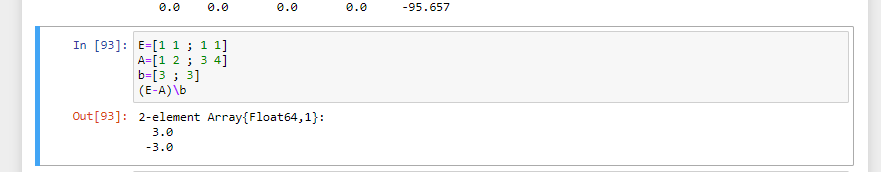 0.0 0.0 0.0 0.0 -95.657
In [93]: E=[1 1 ; 1 1]
A=[1 2 ; 3 4]
b=[3 ; 3]
(E-A)\b
Out[93]: 2-element Array{Float64,1}:
3.0
-3.0